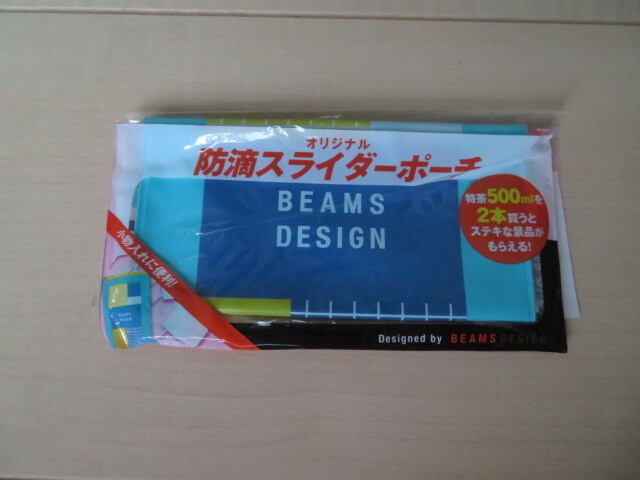 オリジナル
防滴スライダーポーチ
BEAMS
DESIGN
特茶500mlを
2本買うと
ステキな景品が
もらえる!
小物入れに便利!
Designed by BEAMS DESIGN